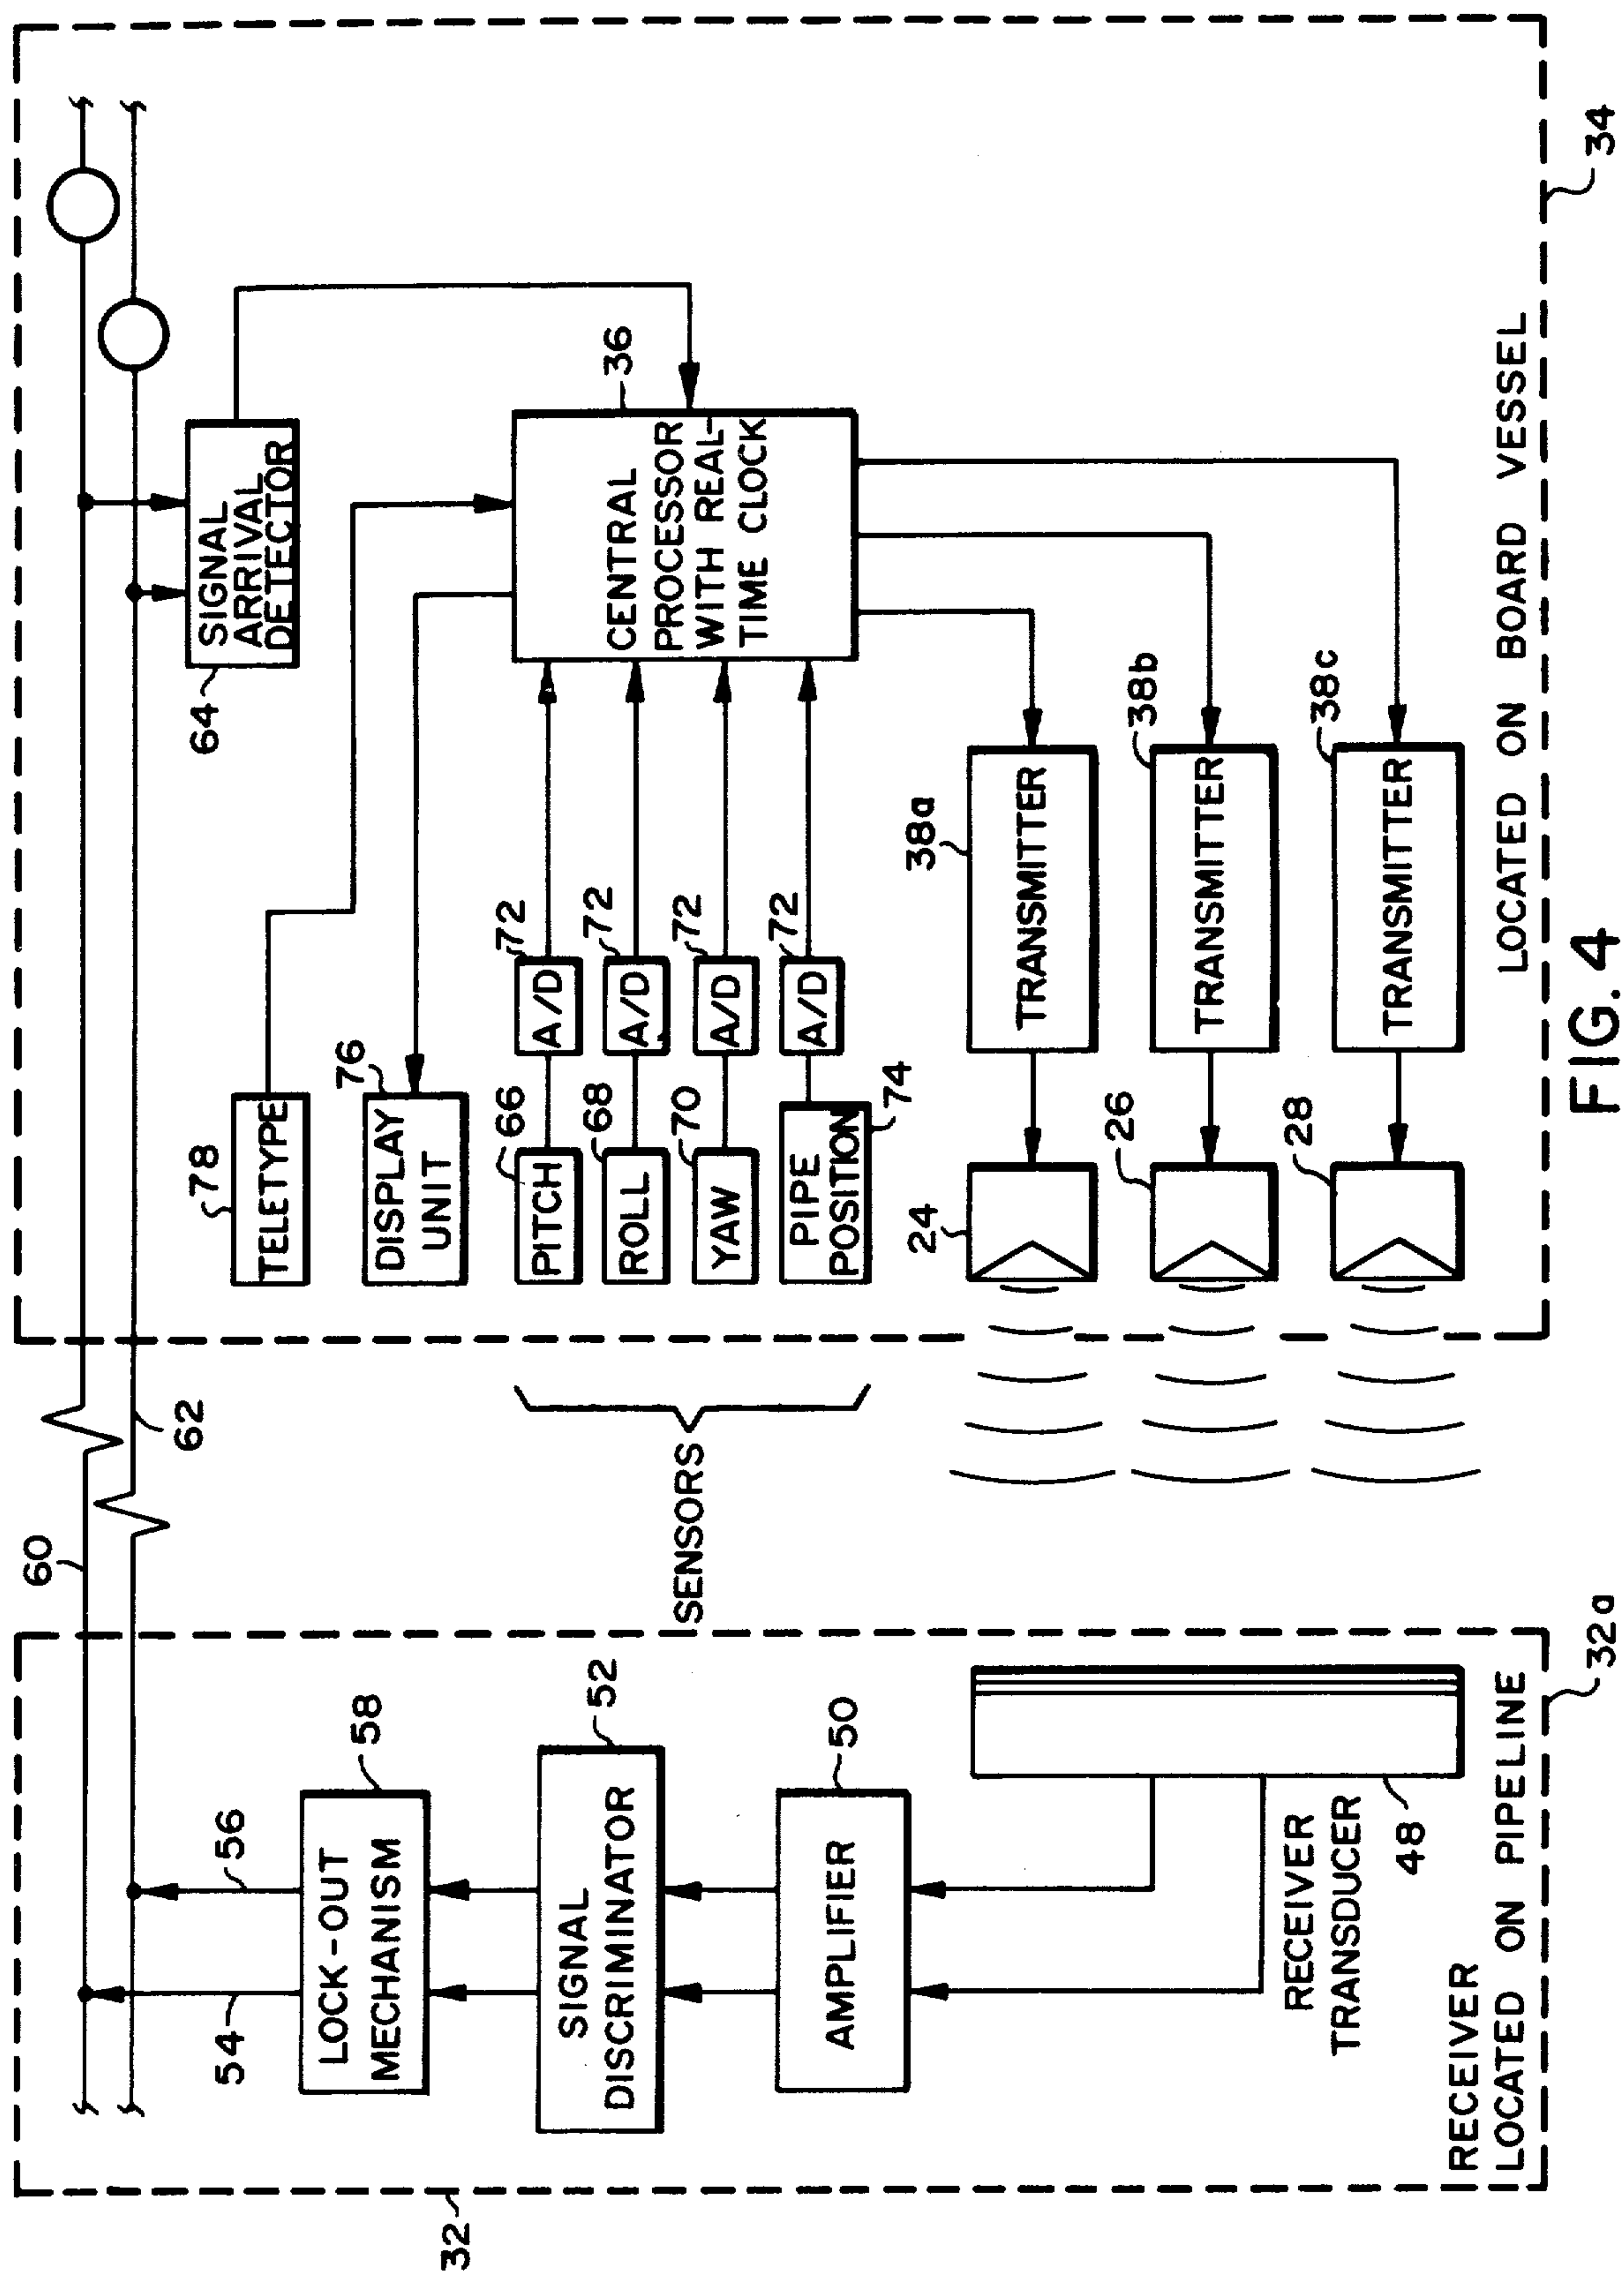 32
60
62
54
56
LOCK-OUT
MECHANISM
58
SIGNAL
DISCRIMINATOR
52
AMPLIFIER
50
RECEIVER
TRANSDUCER
48
RECEIVER
LOCATED ON PIPELINE
32a
SENSORS
64
SIGNAL
ARRIVAL
DETECTOR
78
TELETYPE
DISPLAY
UNIT
76
PITCH
66
A/D
72
ROLL
68
A/D
72
YAW
70
A/D
72
PIPE
POSITION
74
A/D
72
CENTRAL
PROCESSOR
WITH REAL-
TIME CLOCK
36
24
TRANSMITTER
38a
26
TRANSMITTER
38b
28
TRANSMITTER
38c
LOCATED ON BOARD VESSEL
34
FIG. 4